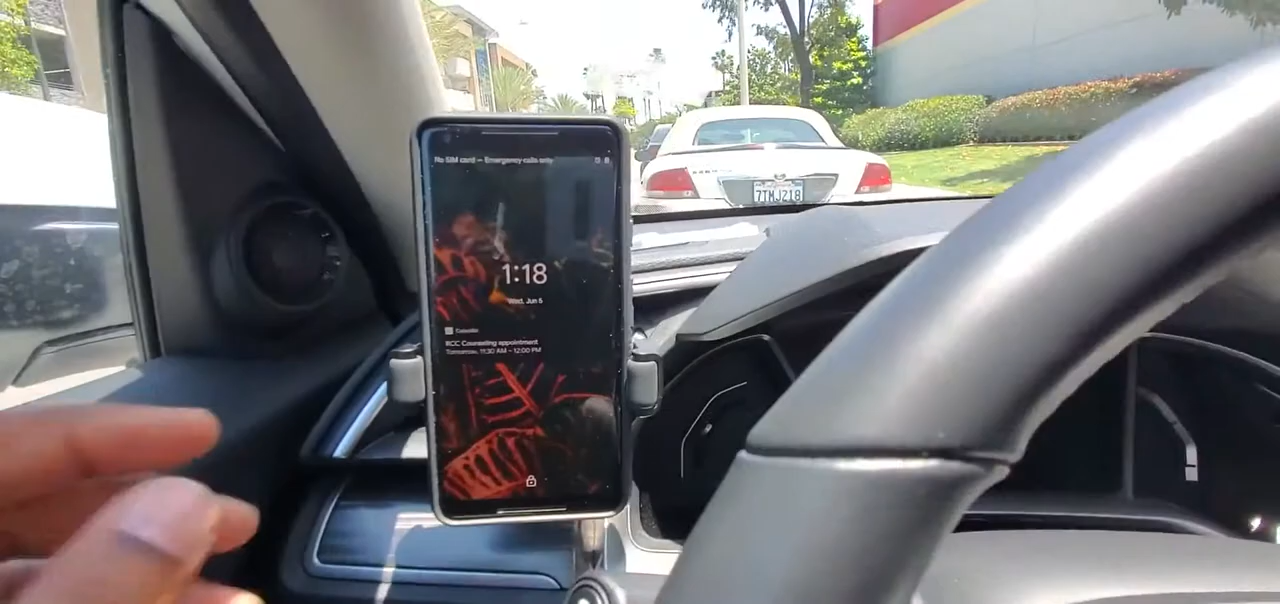 No SIM card — Emergency calls only
1:18
Wed, Jun 5
Calendar
RCC Counseling appointment
Tomorrow, 11:30 AM – 12:00 PM
7TMJ218